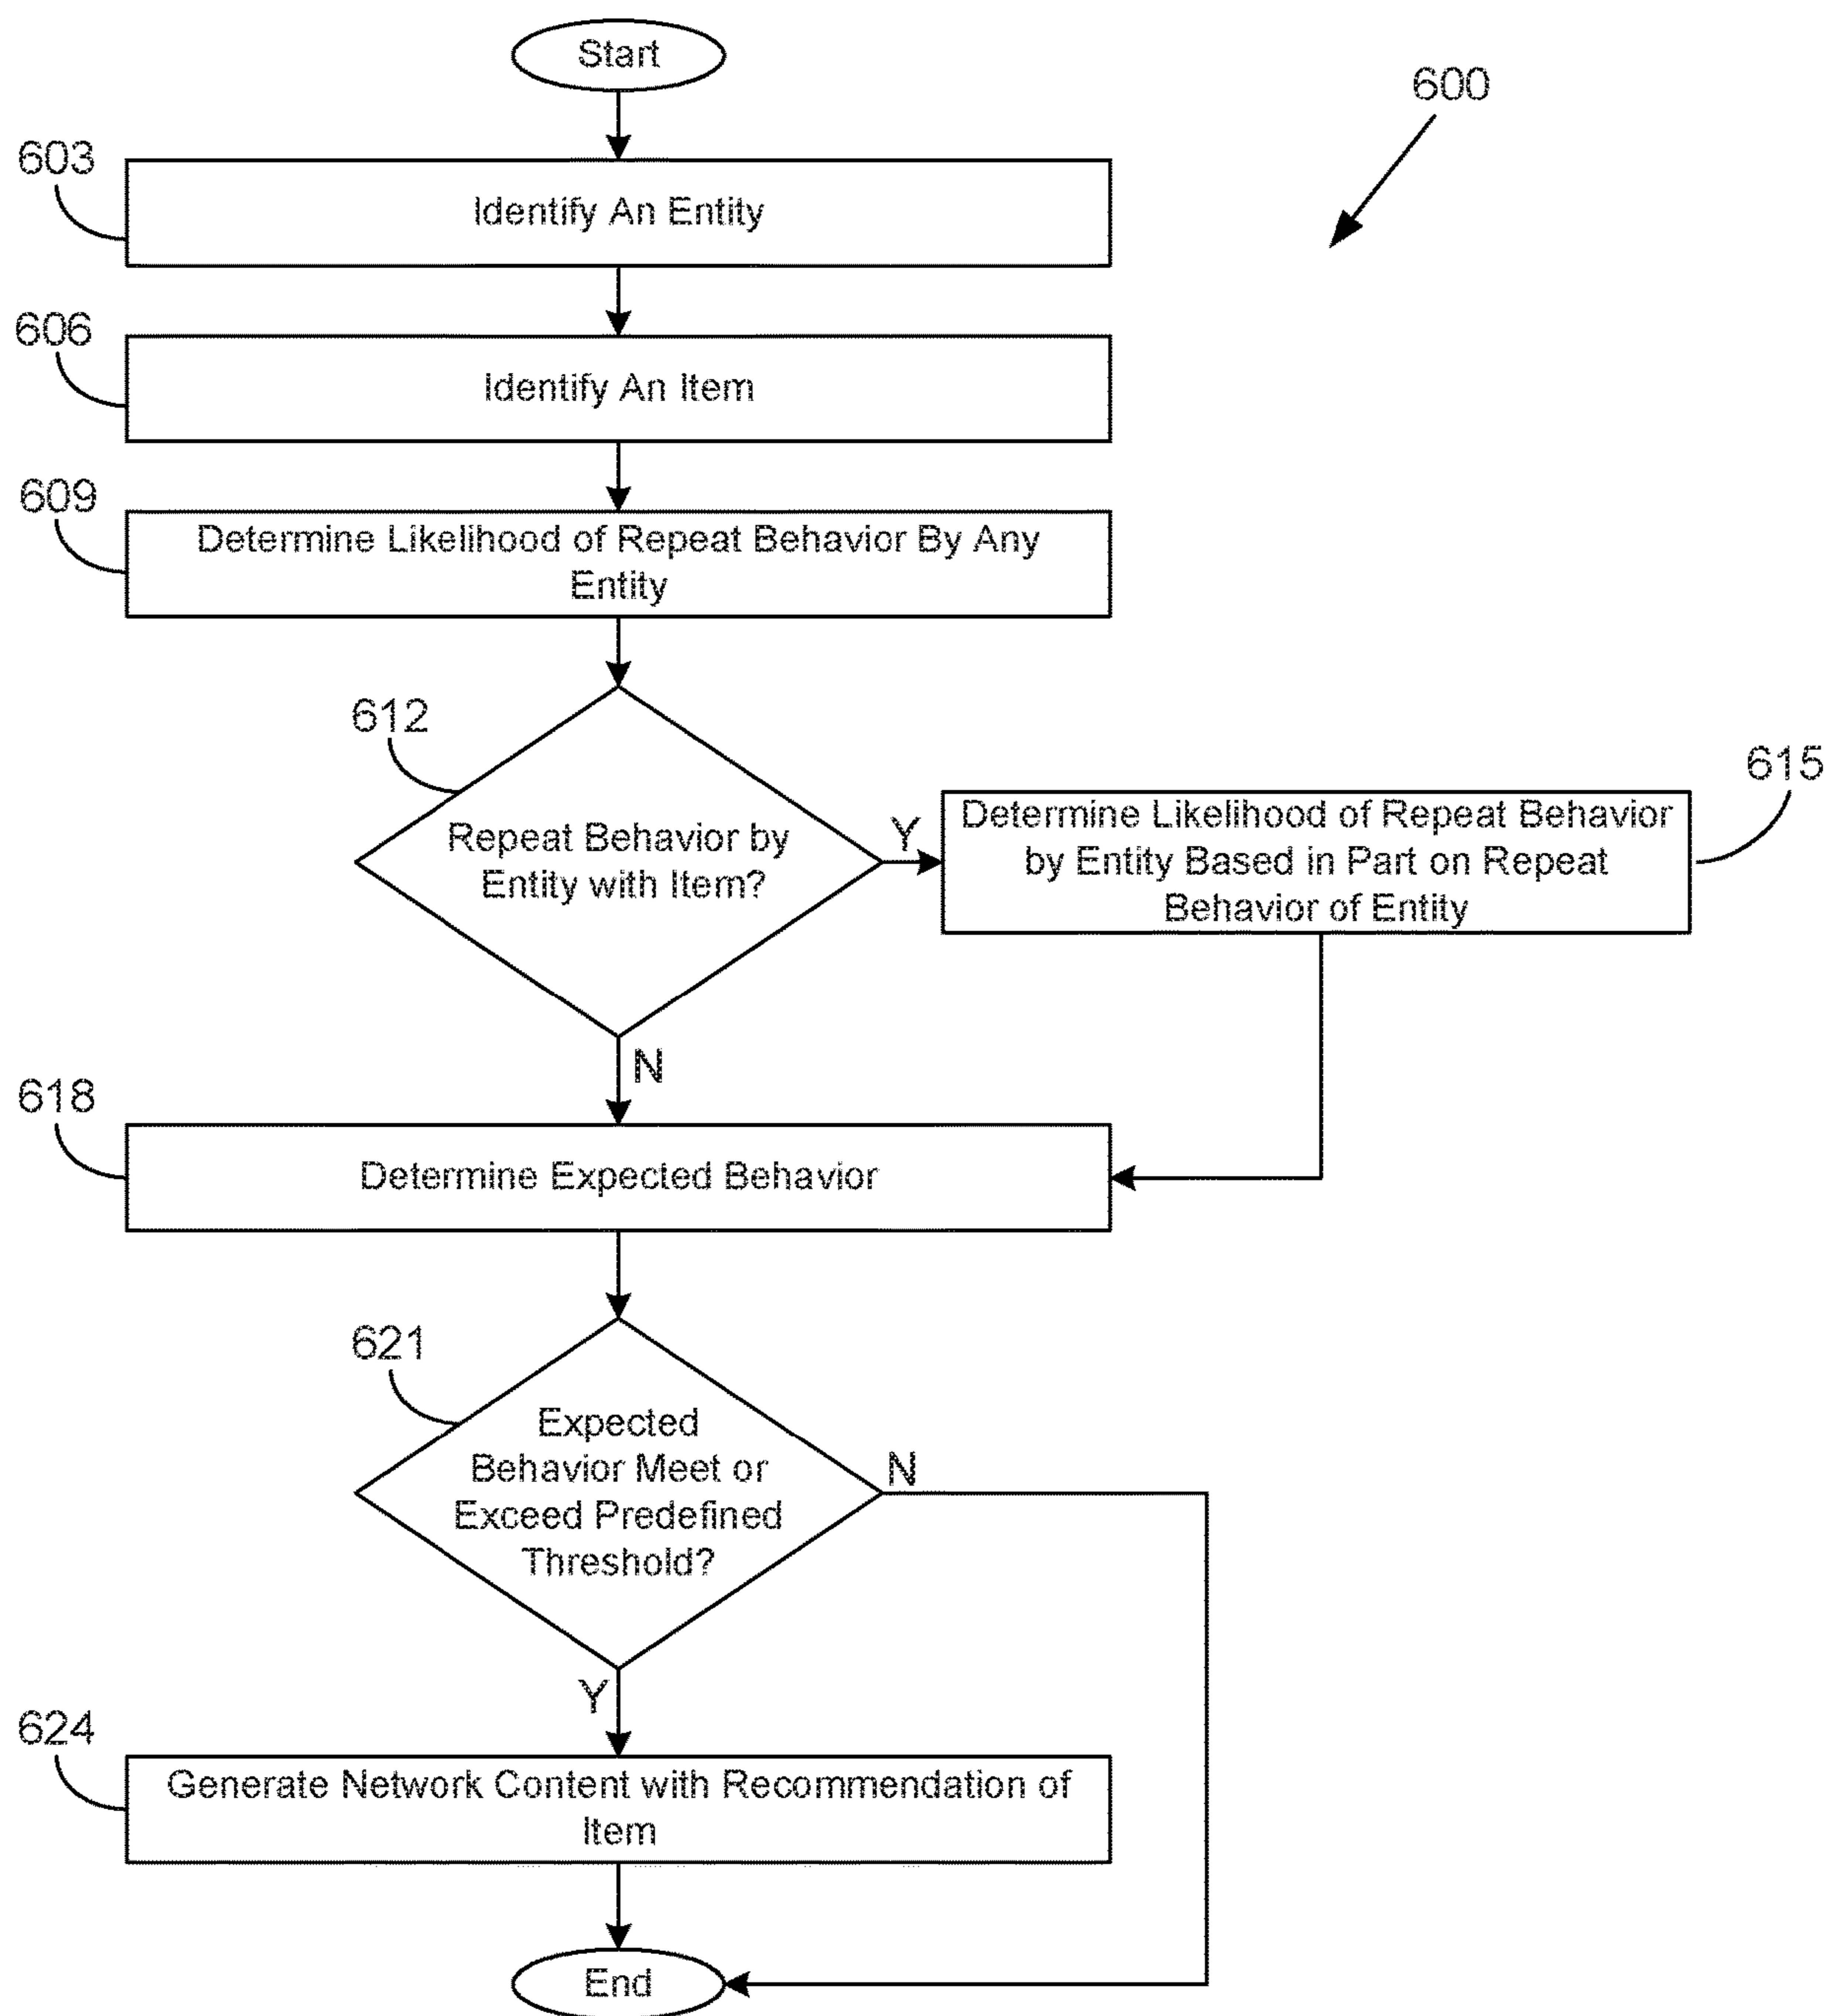 Start
600
603
Identify An Entity
606
Identify An Item
609
Determine Likelihood of Repeat Behavior By Any
Entity
612
Repeat Behavior by
Entity with Item?
Y
615
Determine Likelihood of Repeat Behavior
by Entity Based in Part on Repeat
Behavior of Entity
N
618
Determine Expected Behavior
621
Expected
Behavior Meet or
Exceed Predefined
Threshold?
N
Y
624
Generate Network Content with Recommendation of
Item
End